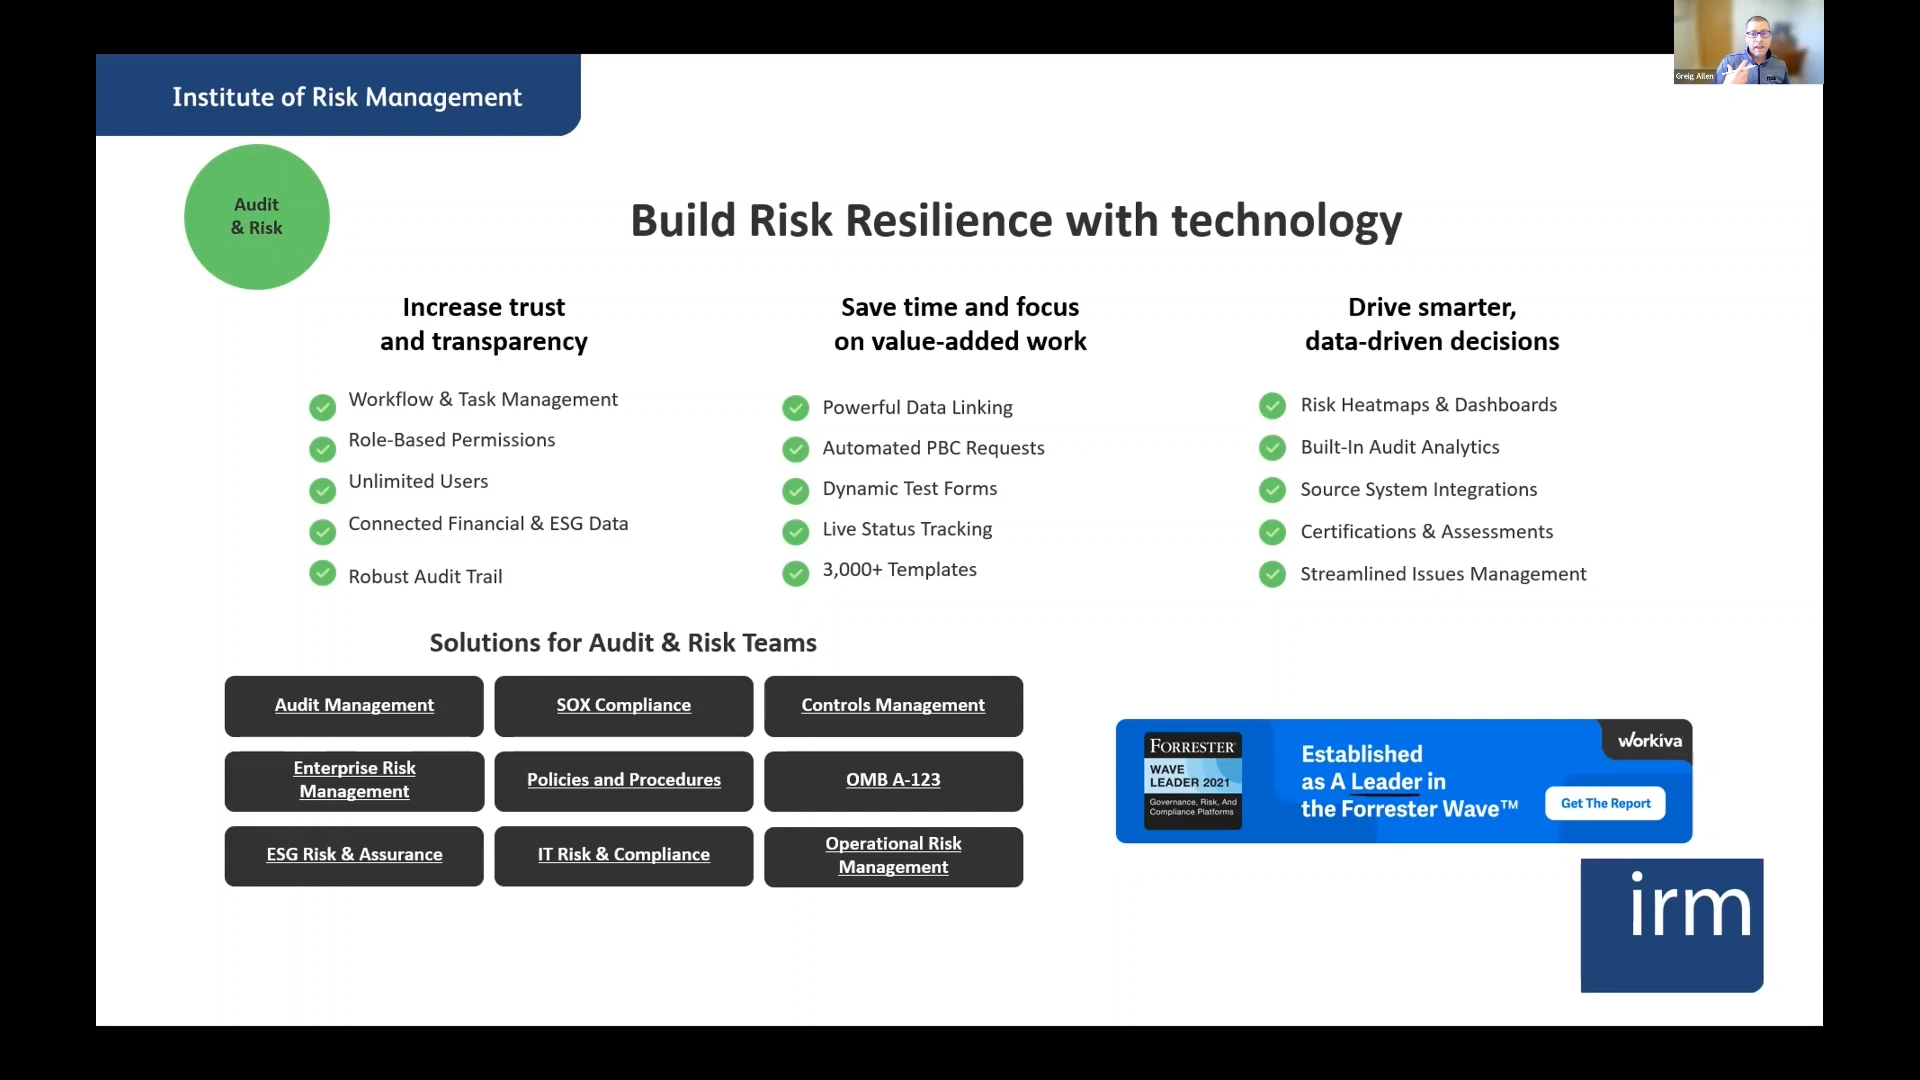 Greig Allen
Institute of Risk Management
Audit
& Risk
Build Risk Resilience with technology
Increase trust
and transparency
Workflow & Task Management
Role-Based Permissions
Unlimited Users
Connected Financial & ESG Data
Robust Audit Trail
Save time and focus
on value-added work
Powerful Data Linking
Automated PBC Requests
Dynamic Test Forms
Live Status Tracking
3,000+ Templates
Drive smarter,
data-driven decisions
Risk Heatmaps & Dashboards
Built-In Audit Analytics
Source System Integrations
Certifications & Assessments
Streamlined Issues Management
Solutions for Audit & Risk Teams
Audit Management
SOX Compliance
Controls Management
Enterprise Risk
Management
Policies and Procedures
OMB A-123
ESG Risk & Assurance
IT Risk & Compliance
Operational Risk
Management
FORRESTER®
WAVE
LEADER 2021
Governance, Risk, And
Compliance Platforms
Established
as A Leader in
the Forrester Wave™
workiva
Get The Report
irm